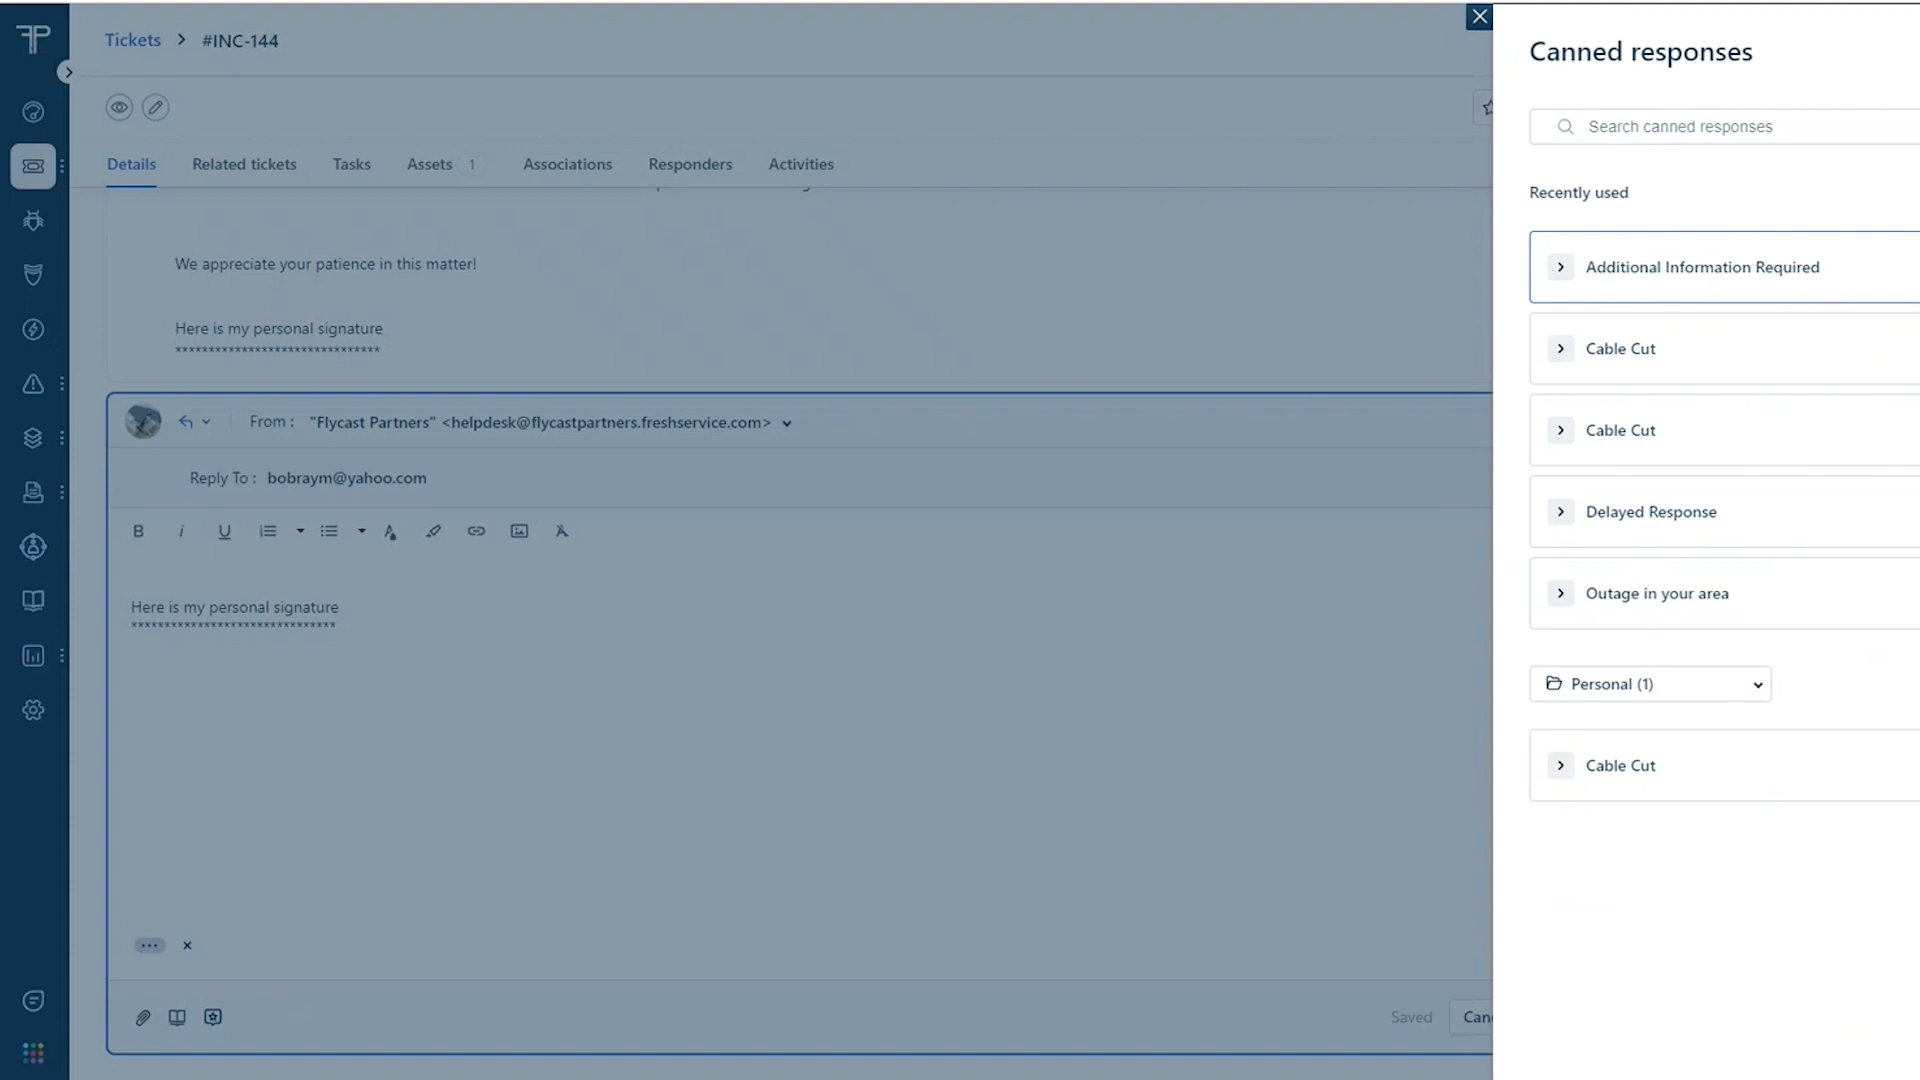 Tickets > #INC-144
Details
Related tickets
Tasks
Assets 1
Associations
Responders
Activities
We appreciate your patience in this matter!
Here is my personal signature
*******************************
From : "Flycast Partners" <helpdesk@flycastpartners.freshservice.com>
Reply To : bobraym@yahoo.com
Here is my personal signature
*******************************
Saved
Canned responses
Search canned responses
Recently used
Additional Information Required
Cable Cut
Cable Cut
Delayed Response
Outage in your area
Personal (1)
Cable Cut